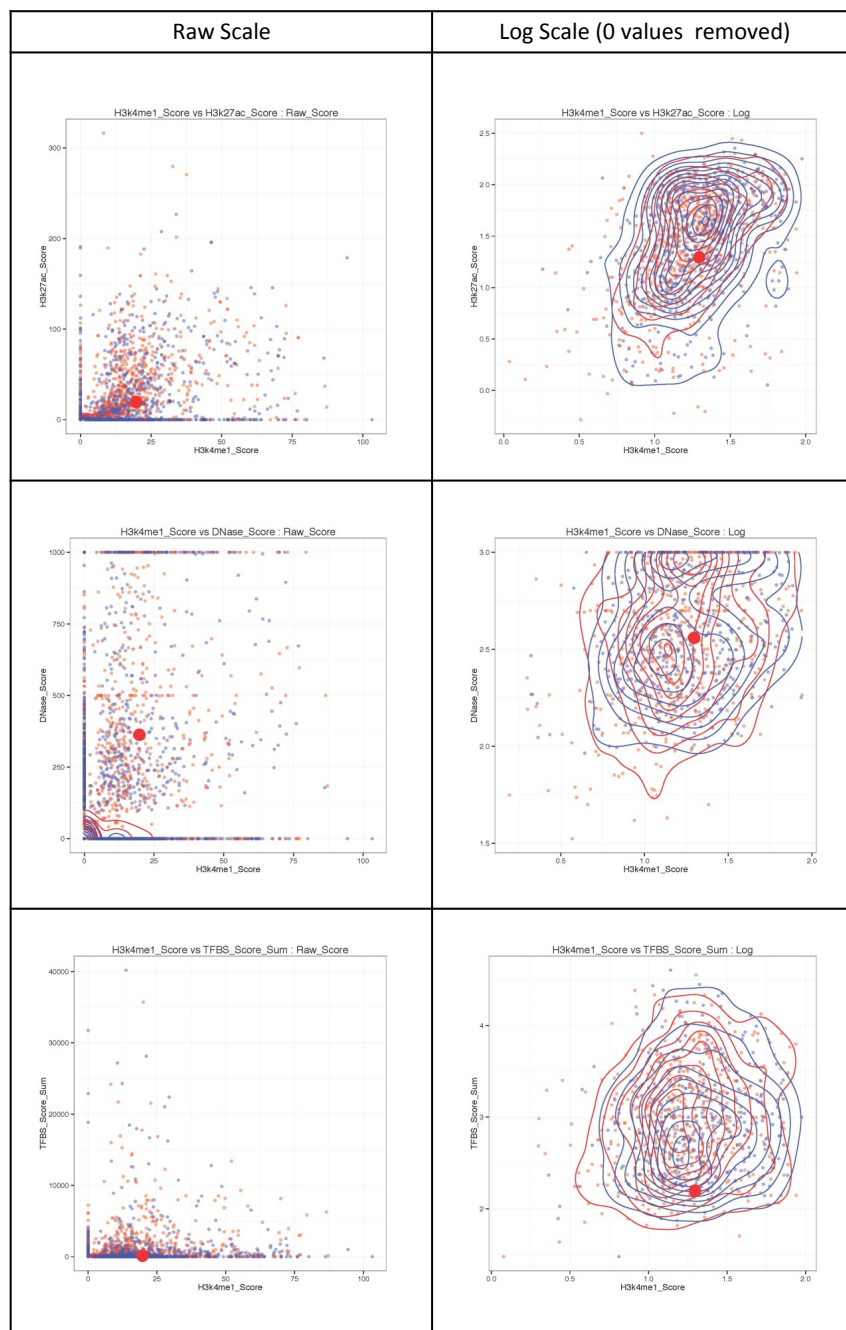 Raw Scale
Log Scale (0 values removed)
H3k4me1_Score vs H3k27ac_Score : Raw_Score
300
200
100
0
H3k27ac_Score
0 25 50 75 100
H3k4me1_Score
H3k4me1_Score vs H3k27ac_Score : Log
2.5
2.0
1.5
1.0
0.5
0.0
H3k27ac_Score
0.0 0.5 1.0 1.5 2.0
H3k4me1_Score
H3k4me1_Score vs DNase_Score : Raw_Score
1000
750
500
250
0
DNase_Score
0 25 50 75 100
H3k4me1_Score
H3k4me1_Score vs DNase_Score : Log
3.0
2.5
2.0
1.5
DNase_Score
0.5 1.0 1.5 2.0
H3k4me1_Score
H3k4me1_Score vs TFBS_Score_Sum : Raw_Score
40000
30000
20000
10000
0
TFBS_Score_Sum
0 25 50 75 100
H3k4me1_Score
H3k4me1_Score vs TFBS_Score_Sum : Log
4
3
2
TFBS_Score_Sum
0.0 0.5 1.0 1.5 2.0
H3k4me1_Score